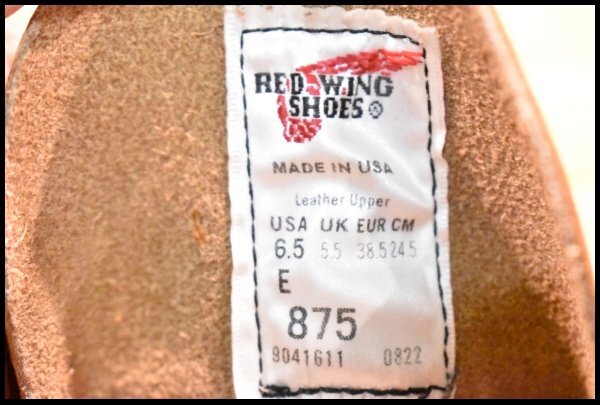 RED WING
SHOES®
MADE IN USA
Leather Upper
USA UK EUR CM
6.5 5.5 38.5 24.5
E
875
9041611 0822